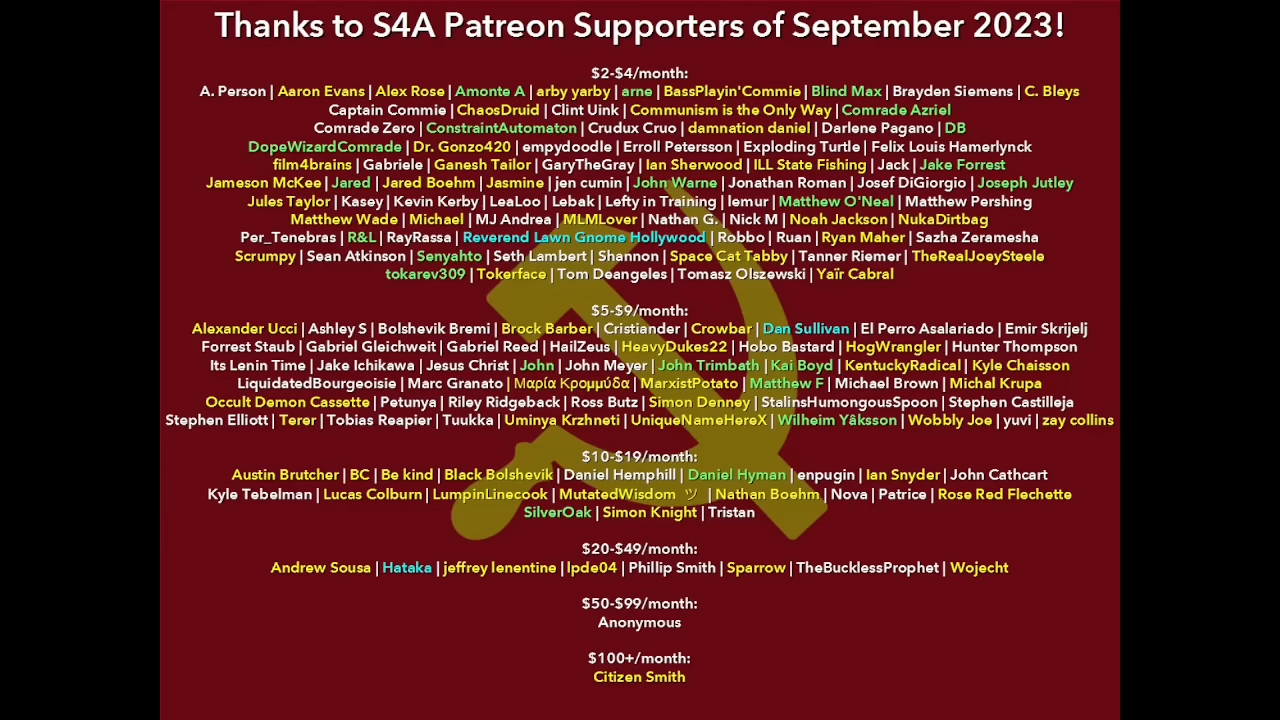 Thanks to S4A Patreon Supporters of September 2023!
$2-$4/month:
A. Person | Aaron Evans | Alex Rose | Amonte A | arby yarby | arne | BassPlayin'Commie | Blind Max | Brayden Siemens | C. Bleys
Captain Commie | ChaosDruid | Clint Uink | Communism is the Only Way | Comrade Azriel
Comrade Zero | ConstraintAutomaton | Crudux Cruo | damnation daniel | Darlene Pagano | DB
DopeWizardComrade | Dr. Gonzo420 | empydoodle | Erroll Petersson | Exploding Turtle | Felix Louis Hamerlynck
film4brains | Gabriele | Ganesh Tailor | GaryTheGray | Ian Sherwood | ILL State Fishing | Jack | Jake Forrest
Jameson McKee | Jared | Jared Boehm | Jasmine | jen cumin | John Warne | Jonathan Roman | Josef DiGiorgio | Joseph Jutley
Jules Taylor | Kasey | Kevin Kerby | LeaLoo | Lebak | Lefty in Training | lemur | Matthew O'Neal | Matthew Pershing
Matthew Wade | Michael | MJ Andrea | MLMLover | Nathan G. | Nick M | Noah Jackson | NukaDirtbag
Per_Tenebras | R&L | RayRassa | Reverend Lawn Gnome Hollywood | Robbo | Ruan | Ryan Maher | Sazha Zeramesha
Scrumpy | Sean Atkinson | Senyahto | Seth Lambert | Shannon | Space Cat Tabby | Tanner Riemer | TheRealJoeySteele
tokarev309 | Tokerface | Tom Deangeles | Tomasz Olszewski | Yaïr Cabral
$5-$9/month:
Alexander Ucci | Ashley S | Bolshevik Bremi | Brock Barber | Cristiander | Crowbar | Dan Sullivan | El Perro Asalariado | Emir Skrijelj
Forrest Staub | Gabriel Gleichweit | Gabriel Reed | HailZeus | HeavyDukes22 | Hobo Bastard | HogWrangler | Hunter Thompson
Its Lenin Time | Jake Ichikawa | Jesus Christ | John | John Meyer | John Trimbath | Kai Boyd | KentuckyRadical | Kyle Chaisson
LiquidatedBourgeoisie | Marc Granato | Μαρία Κρομμύδα | MarxistPotato | Matthew F | Michael Brown | Michal Krupa
Occult Demon Cassette | Petunya | Riley Ridgeback | Ross Butz | Simon Denney | StalinsHumongousSpoon | Stephen Castilleja
Stephen Elliott | Terer | Tobias Reapier | Tuukka | Uminya Krzhneti | UniqueNameHereX | Wilheim Yâksson | Wobbly Joe | yuvi | zay collins
$10-$19/month:
Austin Brutcher | BC | Be kind | Black Bolshevik | Daniel Hemphill | Daniel Hyman | enpugin | Ian Snyder | John Cathcart
Kyle Tebelman | Lucas Colburn | LumpinLinecook | MutatedWisdom ツ | Nathan Boehm | Nova | Patrice | Rose Red Flechette
SilverOak | Simon Knight | Tristan
$20-$49/month:
Andrew Sousa | Hataka | jeffrey lenentine | lpde04 | Phillip Smith | Sparrow | TheBucklessProphet | Wojecht
$50-$99/month:
Anonymous
$100+/month:
Citizen Smith